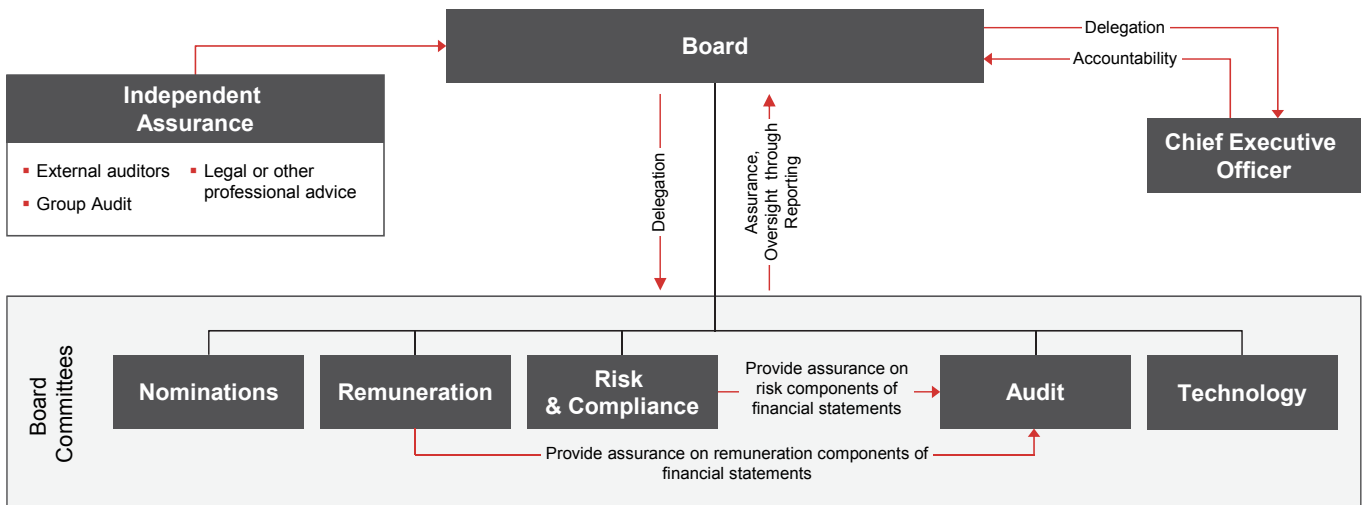 Board
Delegation
Accountability
Independent
Assurance
▪ External auditors
▪ Group Audit
▪ Legal or other
professional advice
Chief Executive
Officer
Delegation
Assurance,
Oversight through
Reporting
Board
Committees
Nominations
Remuneration
Risk
& Compliance
Provide assurance on
risk components of
financial statements
Audit
Technology
Provide assurance on remuneration components of
financial statements